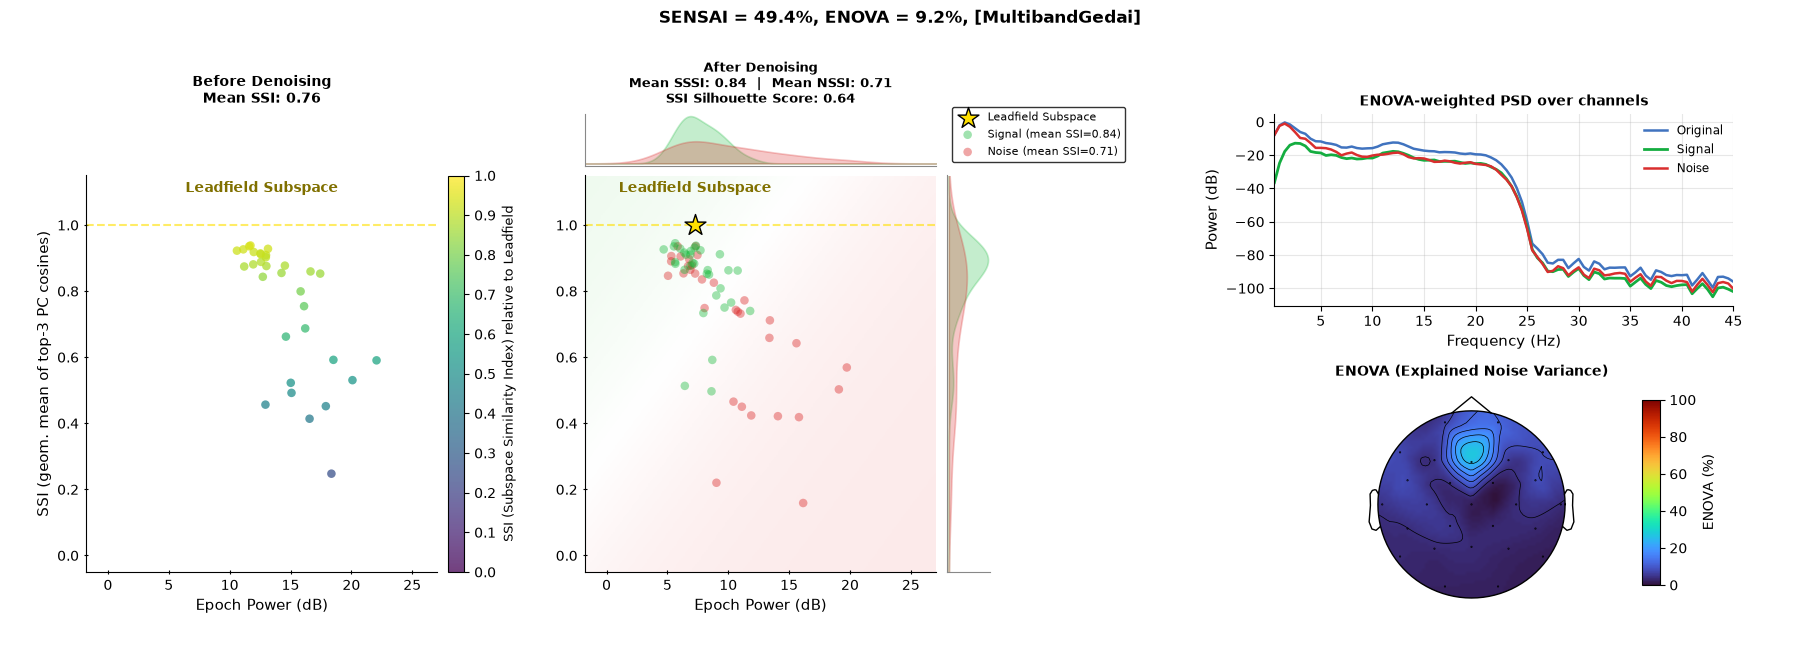 SENSAI = 49.4%, ENOVA = 9.2%, [MultibandGedai]
Before Denoising
Mean SSI: 0.76
Leadfield Subspace
SSI (geom. mean of top-3 PC cosines)
1.0
0.8
0.6
0.4
0.2
0.0
0 5 10 15 20 25
Epoch Power (dB)
1.0
0.9
0.8
0.7
0.6
0.5
0.4
0.3
0.2
0.1
0.0
SSI (Subspace Similarity Index) relative to Leadfield
After Denoising
Mean SSSI: 0.84 | Mean NSSI: 0.71
SSI Silhouette Score: 0.64
Leadfield Subspace
Signal (mean SSI=0.84)
Noise (mean SSI=0.71)
Leadfield Subspace
1.0
0.8
0.6
0.4
0.2
0.0
0 5 10 15 20 25
Epoch Power (dB)
ENOVA-weighted PSD over channels
Original
Signal
Noise
Power (dB)
0
−20
−40
−60
−80
−100
5 10 15 20 25 30 35 40 45
Frequency (Hz)
ENOVA (Explained Noise Variance)
100
80
60
40
20
0
ENOVA (%)